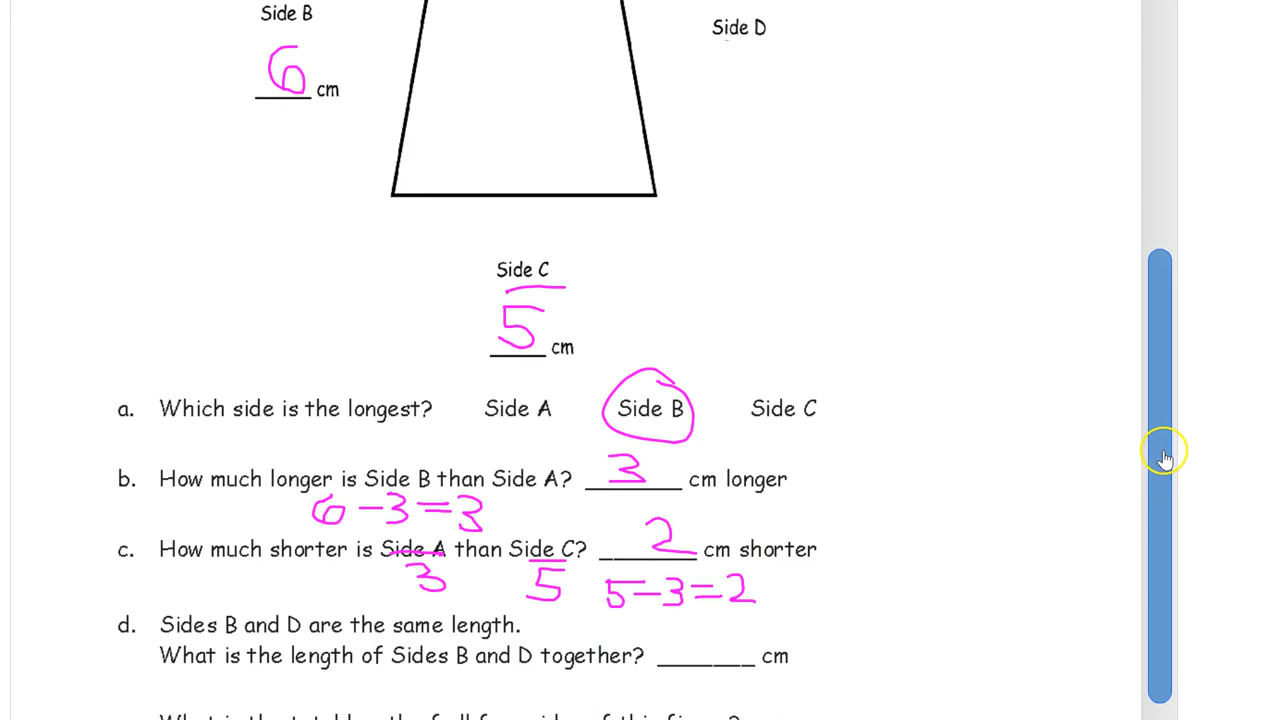 Side B
Side D
6 cm
Side C
5 cm
a. Which side is the longest? Side A Side B Side C
b. How much longer is Side B than Side A? 3 cm longer
6 - 3 = 3
c. How much shorter is Side A than Side C? 2 cm shorter
3 5 5 - 3 = 2
d. Sides B and D are the same length.
What is the length of Sides B and D together? ________ cm